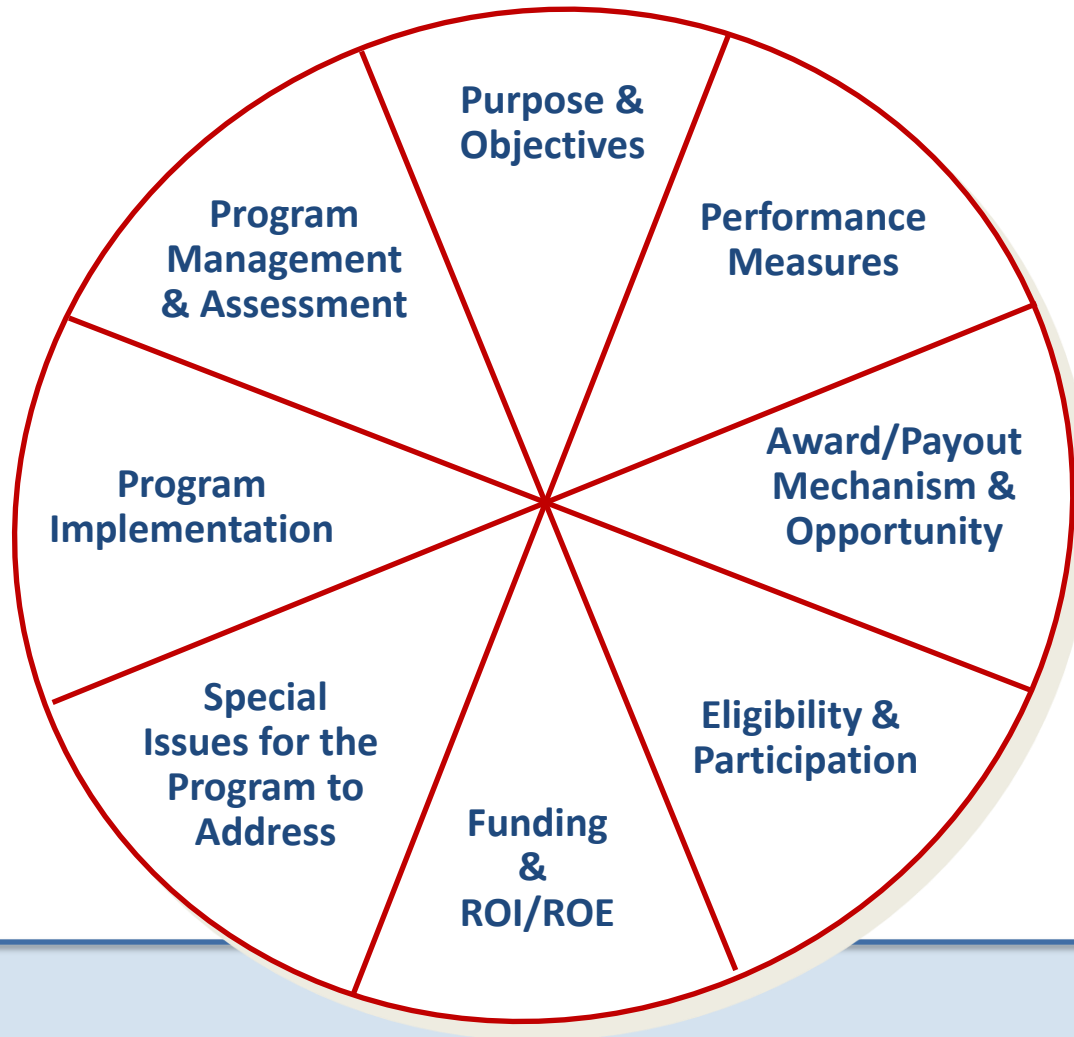 Purpose &
Objectives
Performance
Measures
Award/Payout
Mechanism &
Opportunity
Eligibility &
Participation
Funding
&
ROI/ROE
Special
Issues for the
Program to
Address
Program
Implementation
Program
Management
& Assessment